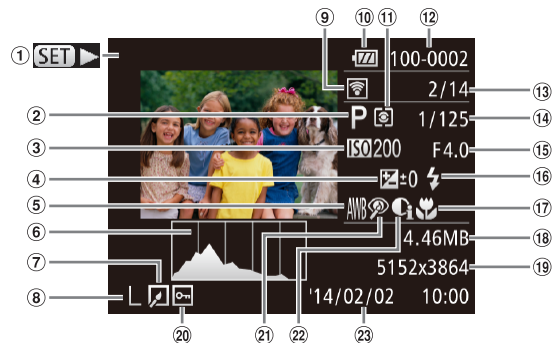 ① SET ⑨ ⑩ ⑪ ⑫
100-0002
2/14 ⑬
② P 1/125 ⑭
③ ISO 200 F4.0 ⑮
④ ±0 ⑯
⑤ AWB i ⑰
⑥ 4.46MB ⑱
⑦ 5152x3864 ⑲
⑧ L '14/02/02 10:00
⑳ ㉑ ㉒ ㉓